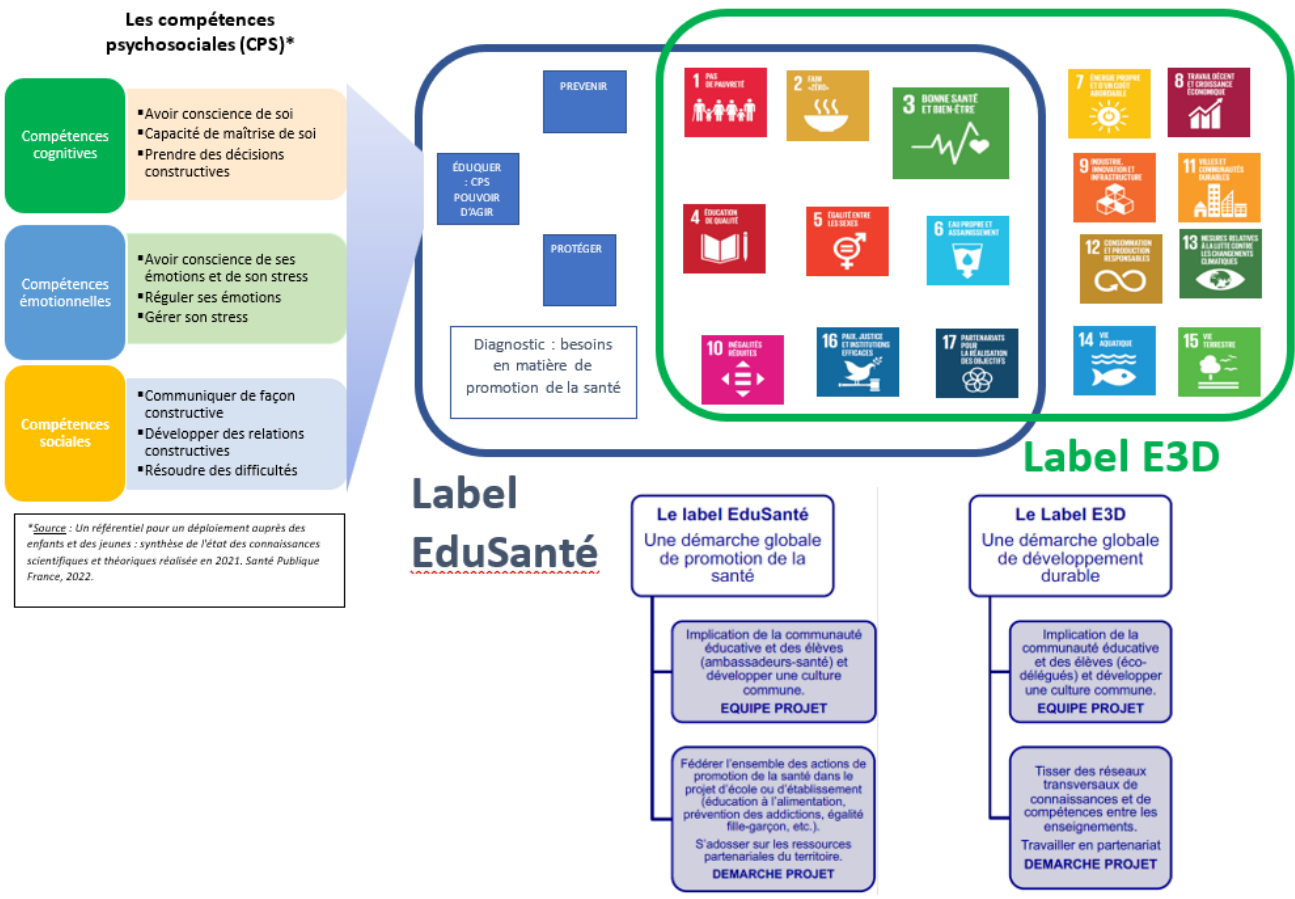 Les compétences
psychosociales (CPS)*
Compétences
cognitives
▪Avoir conscience de soi
▪Capacité de maîtrise de soi
▪Prendre des décisions
constructives
Compétences
émotionnelles
▪Avoir conscience de ses
émotions et de son stress
▪Réguler ses émotions
▪Gérer son stress
Compétences
sociales
▪Communiquer de façon
constructive
▪Développer des relations
constructives
▪Résoudre des difficultés
*Source : Un référentiel pour un déploiement auprès des
enfants et des jeunes : synthèse de l'état des connaissances
scientifiques et théoriques réalisée en 2021. Santé Publique
France, 2022.
PREVENIR
ÉDUQUER
: CPS
POUVOIR
D'AGIR
PROTÉGER
Diagnostic : besoins
en matière de
promotion de la santé
1 PAS
DE PAUVRETÉ
2 FAIM
«ZÉRO»
3 BONNE SANTÉ
ET BIEN-ÊTRE
4 ÉDUCATION
DE QUALITÉ
5 ÉGALITÉ ENTRE
LES SEXES
6 EAU PROPRE ET
ASSAINISSEMENT
10 INÉGALITÉS
RÉDUITES
16 PAIX, JUSTICE
ET INSTITUTIONS
EFFICACES
17 PARTENARIATS
POUR
LA RÉALISATION
DES OBJECTIFS
7 ÉNERGIE PROPRE
ET D'UN COÛT
ABORDABLE
8 TRAVAIL DÉCENT
ET CROISSANCE
ÉCONOMIQUE
9 INDUSTRIE,
INNOVATION ET
INFRASTRUCTURE
11 VILLES ET
COMMUNAUTÉS
DURABLES
12 CONSOMMATION
ET PRODUCTION
RESPONSABLES
13 MESURES RELATIVES
À LA LUTTE CONTRE
LES CHANGEMENTS
CLIMATIQUES
14 VIE
AQUATIQUE
15 VIE
TERRESTRE
Label E3D
Label
EduSanté
Le label EduSanté
Une démarche globale
de promotion de la
santé
Implication de la communauté
éducative et des élèves
(ambassadeurs-santé) et
développer une culture
commune.
EQUIPE PROJET
Fédérer l'ensemble des actions de
promotion de la santé dans le
projet d'école ou d'établissement
(éducation à l'alimentation,
prévention des addictions, égalité
fille-garçon, etc.).
S'adosser sur les ressources
partenariales du territoire.
DEMARCHE PROJET
Le Label E3D
Une démarche globale
de développement
durable
Implication de la
communauté éducative
et des élèves (éco-
délégués) et développer
une culture commune.
EQUIPE PROJET
Tisser des réseaux
transversaux de
connaissances et de
compétences entre les
enseignements.
Travailler en partenariat
DEMARCHE PROJET